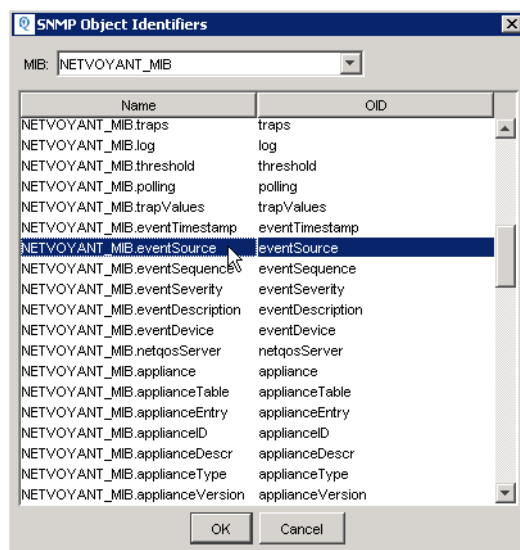 SNMP Object Identifiers
MIB: NETVOYANT_MIB
Name OID
NETVOYANT_MIB.traps traps
NETVOYANT_MIB.log log
NETVOYANT_MIB.threshold threshold
NETVOYANT_MIB.polling polling
NETVOYANT_MIB.trapValues trapValues
NETVOYANT_MIB.eventTimestamp eventTimestamp
NETVOYANT_MIB.eventSource eventSource
NETVOYANT_MIB.eventSequence eventSequence
NETVOYANT_MIB.eventSeverity eventSeverity
NETVOYANT_MIB.eventDescription eventDescription
NETVOYANT_MIB.eventDevice eventDevice
NETVOYANT_MIB.netqosServer netqosServer
NETVOYANT_MIB.appliance appliance
NETVOYANT_MIB.applianceTable applianceTable
NETVOYANT_MIB.applianceEntry applianceEntry
NETVOYANT_MIB.applianceID applianceID
NETVOYANT_MIB.applianceDescr applianceDescr
NETVOYANT_MIB.applianceType applianceType
NETVOYANT_MIB.applianceVersion applianceVersion
OK Cancel